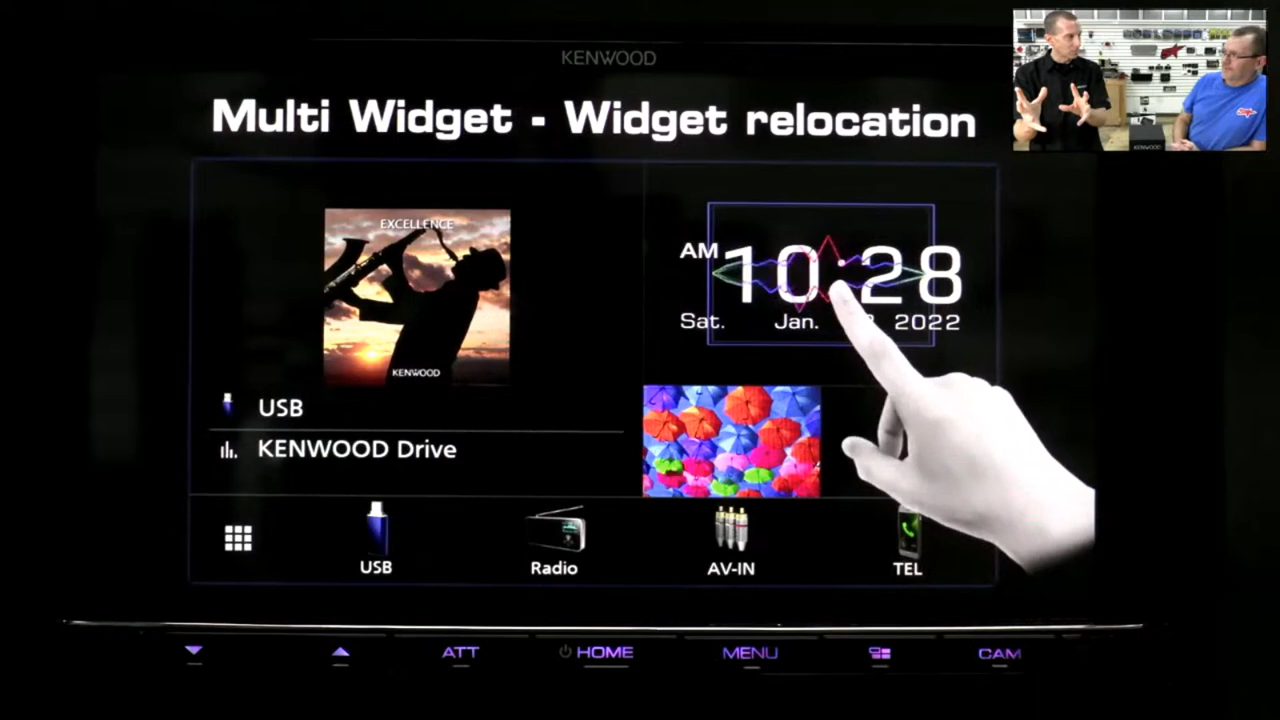 KENWOOD
Multi Widget - Widget relocation
EXCELLENCE
KENWOOD
AM 10:28
Sat. Jan. 2022
USB
KENWOOD Drive
USB
Radio
AV-IN
TEL
ATT
HOME
MENU
CAM
KENWOOD